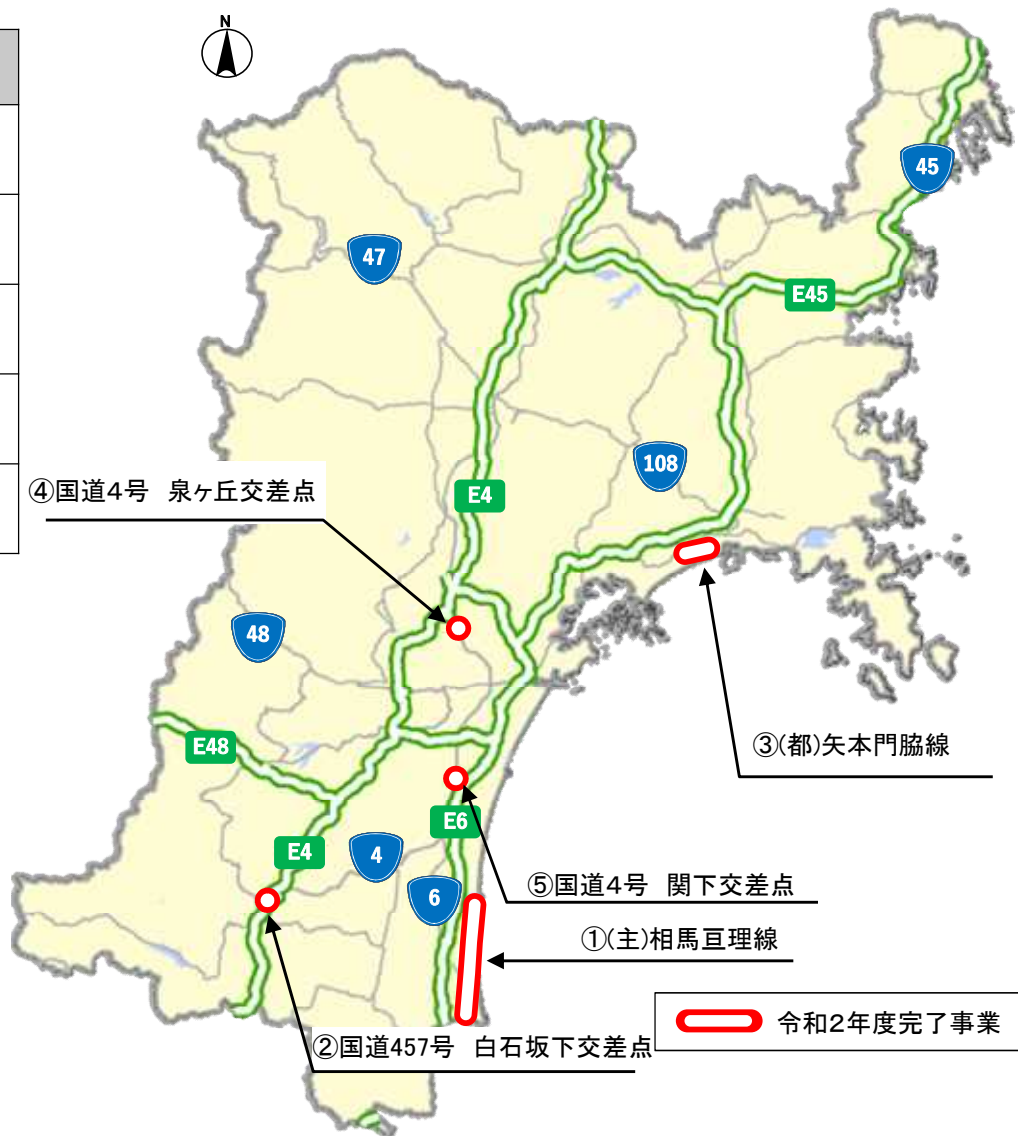 N
45
47
E45
108
④国道4号 泉ヶ丘交差点
E4
48
③(都)矢本門脇線
E48
E6
E4
4
⑤国道4号 関下交差点
6
①(主)相馬亘理線
令和2年度完了事業
②国道457号 白石坂下交差点